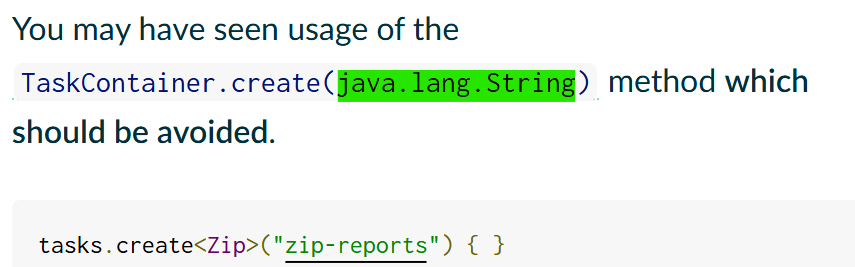 You may have seen usage of the
TaskContainer.create(java.lang.String) method which
should be avoided.
tasks.create<Zip>("zip-reports") { }